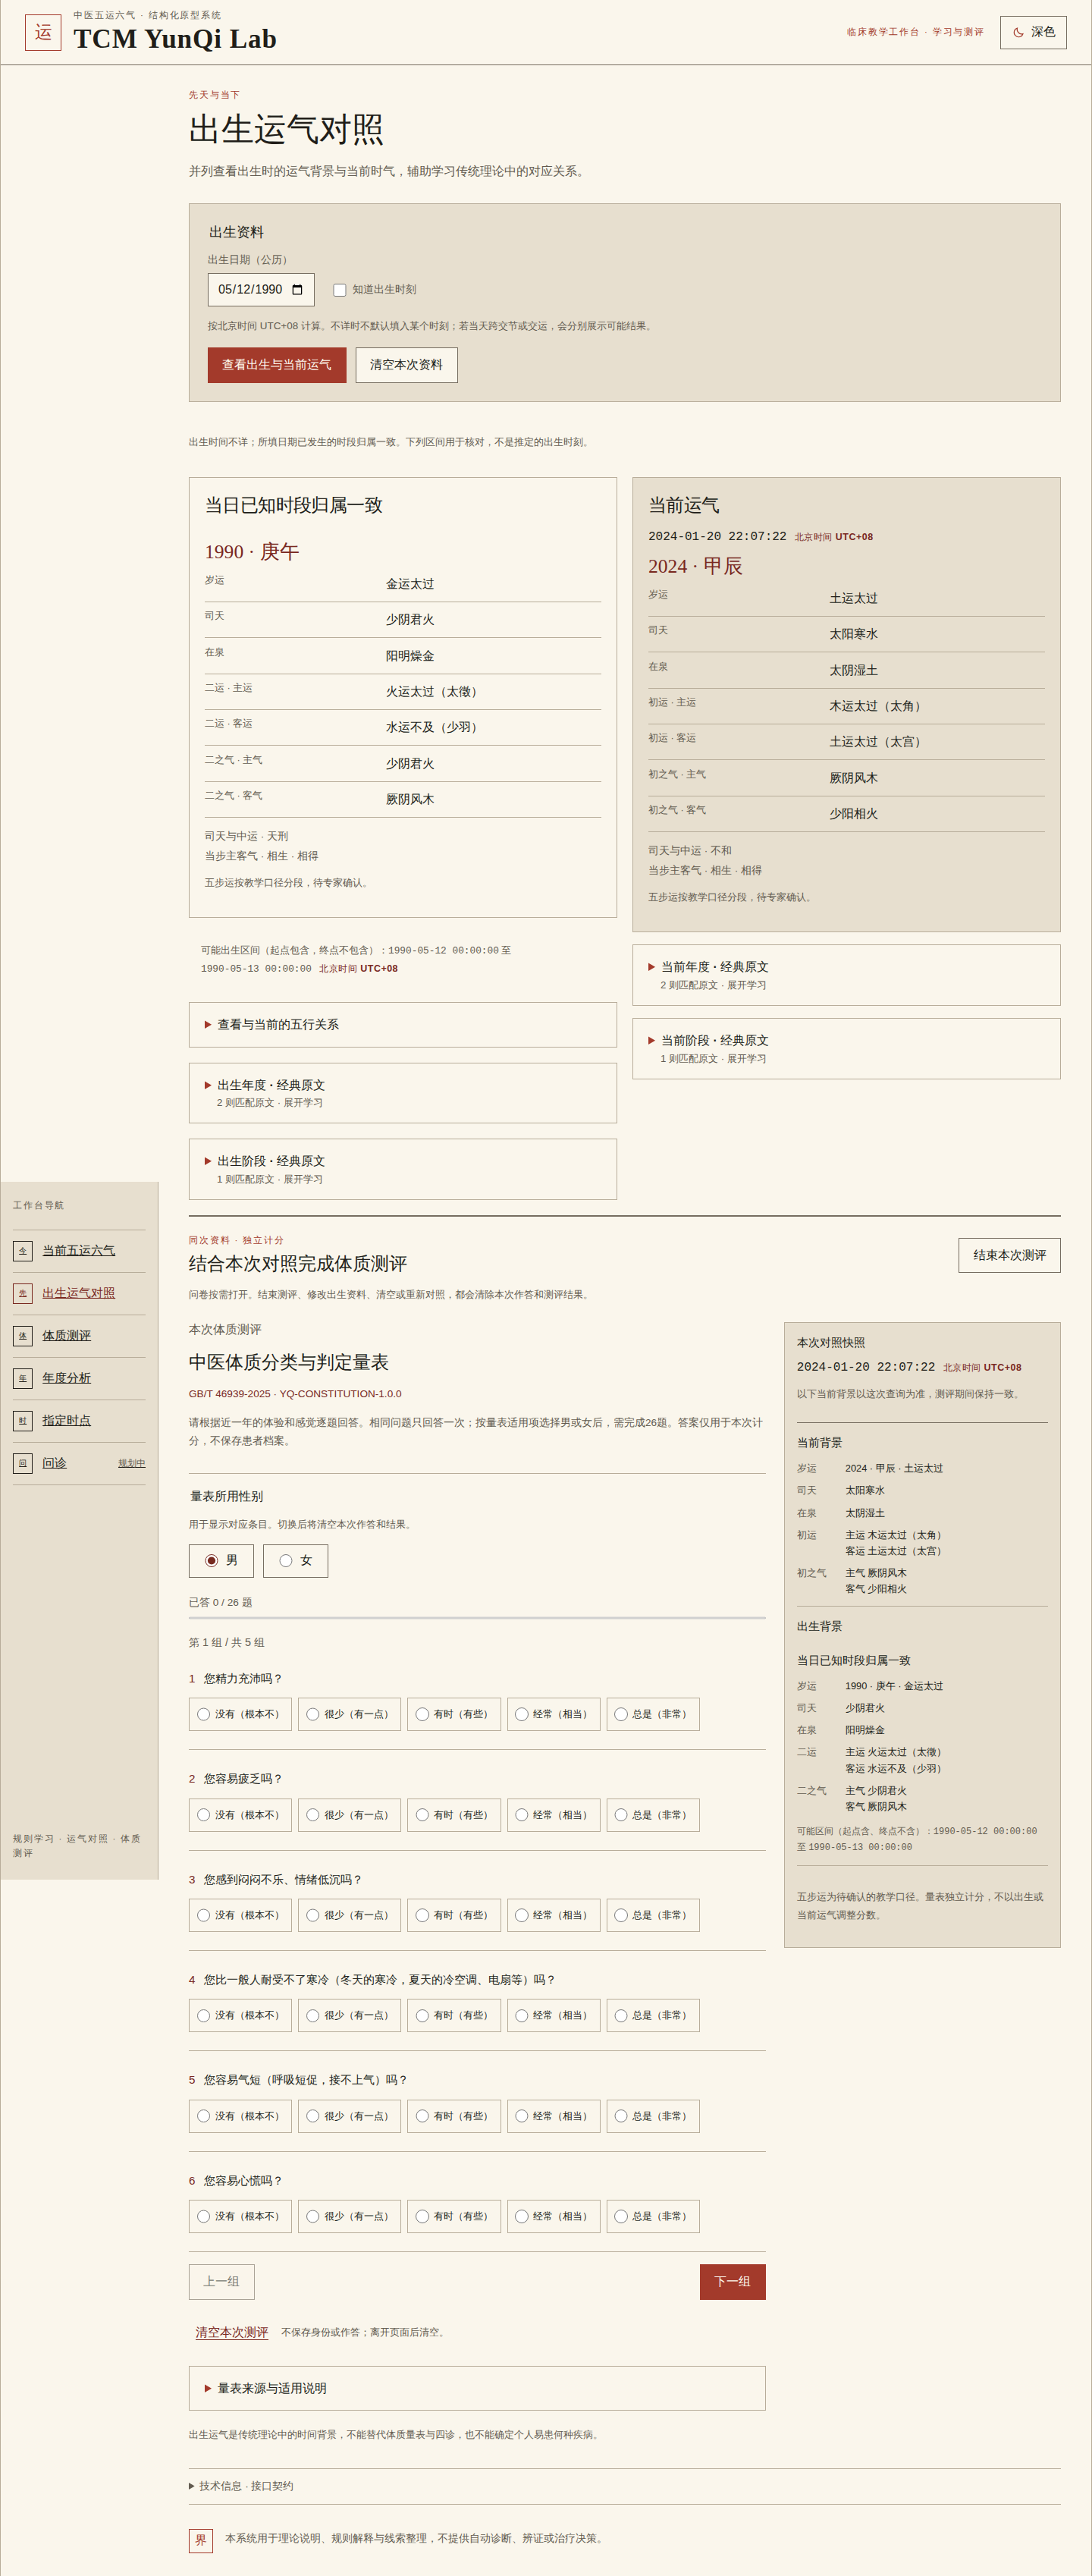 运
中医五运六气 · 结构化原型系统
TCM YunQi Lab
临床教学工作台 · 学习与测评
深色
先天与当下
出生运气对照
并列查看出生时的运气背景与当前时气，辅助学习传统理论中的对应关系。
出生资料
出生日期（公历）
05/12/1990
知道出生时刻
按北京时间 UTC+08 计算。不详时不默认填入某个时刻；若当天跨交节或交运，会分别展示可能结果。
查看出生与当前运气
清空本次资料
出生时间不详；所填日期已发生的时段归属一致。下列区间用于核对，不是推定的出生时刻。
当日已知时段归属一致
1990 · 庚午
岁运 金运太过
司天 少阴君火
在泉 阳明燥金
二运 · 主运 火运太过（太徵）
二运 · 客运 水运不及（少羽）
二之气 · 主气 少阴君火
二之气 · 客气 厥阴风木
司天与中运 · 天刑
当步主客气 · 相生 · 相得
五步运按教学口径分段，待专家确认。
可能出生区间（起点包含，终点不包含）：1990-05-12 00:00:00 至
1990-05-13 00:00:00 北京时间 UTC+08
查看与当前的五行关系
出生年度 · 经典原文
2 则匹配原文 · 展开学习
出生阶段 · 经典原文
1 则匹配原文 · 展开学习
当前运气
2024-01-20 22:07:22 北京时间 UTC+08
2024 · 甲辰
岁运 土运太过
司天 太阳寒水
在泉 太阴湿土
初运 · 主运 木运太过（太角）
初运 · 客运 土运太过（太宫）
初之气 · 主气 厥阴风木
初之气 · 客气 少阳相火
司天与中运 · 不和
当步主客气 · 相生 · 相得
五步运按教学口径分段，待专家确认。
当前年度 · 经典原文
2 则匹配原文 · 展开学习
当前阶段 · 经典原文
1 则匹配原文 · 展开学习
工作台导航
今 当前五运六气
先 出生运气对照
体 体质测评
年 年度分析
时 指定时点
问 问诊 规划中
规则学习 · 运气对照 · 体质
测评
同次资料 · 独立计分
结合本次对照完成体质测评
结束本次测评
问卷按需打开。结束测评、修改出生资料、清空或重新对照，都会清除本次作答和测评结果。
本次体质测评
中医体质分类与判定量表
GB/T 46939-2025 · YQ-CONSTITUTION-1.0.0
请根据近一年的体验和感觉逐题回答。相同问题只回答一次；按量表适用项选择男或女后，需完成26题。答案仅用于本次计
分，不保存患者档案。
量表所用性别
用于显示对应条目。切换后将清空本次作答和结果。
男
女
已答 0 / 26 题
第 1 组 / 共 5 组
1 您精力充沛吗？
没有（根本不） 很少（有一点） 有时（有些） 经常（相当） 总是（非常）
2 您容易疲乏吗？
没有（根本不） 很少（有一点） 有时（有些） 经常（相当） 总是（非常）
3 您感到闷闷不乐、情绪低沉吗？
没有（根本不） 很少（有一点） 有时（有些） 经常（相当） 总是（非常）
4 您比一般人耐受不了寒冷（冬天的寒冷，夏天的冷空调、电扇等）吗？
没有（根本不） 很少（有一点） 有时（有些） 经常（相当） 总是（非常）
5 您容易气短（呼吸短促，接不上气）吗？
没有（根本不） 很少（有一点） 有时（有些） 经常（相当） 总是（非常）
6 您容易心慌吗？
没有（根本不） 很少（有一点） 有时（有些） 经常（相当） 总是（非常）
上一组
下一组
清空本次测评 不保存身份或作答；离开页面后清空。
量表来源与适用说明
出生运气是传统理论中的时间背景，不能替代体质量表与四诊，也不能确定个人易患何种疾病。
本次对照快照
2024-01-20 22:07:22 北京时间 UTC+08
以下当前背景以这次查询为准，测评期间保持一致。
当前背景
岁运 2024 · 甲辰 · 土运太过
司天 太阳寒水
在泉 太阴湿土
初运 主运 木运太过（太角）
客运 土运太过（太宫）
初之气 主气 厥阴风木
客气 少阳相火
出生背景
当日已知时段归属一致
岁运 1990 · 庚午 · 金运太过
司天 少阴君火
在泉 阳明燥金
二运 主运 火运太过（太徵）
客运 水运不及（少羽）
二之气 主气 少阴君火
客气 厥阴风木
可能区间（起点含、终点不含）：1990-05-12 00:00:00
至 1990-05-13 00:00:00
五步运为待确认的教学口径。量表独立计分，不以出生或
当前运气调整分数。
技术信息 · 接口契约
界 本系统用于理论说明、规则解释与线索整理，不提供自动诊断、辨证或治疗决策。